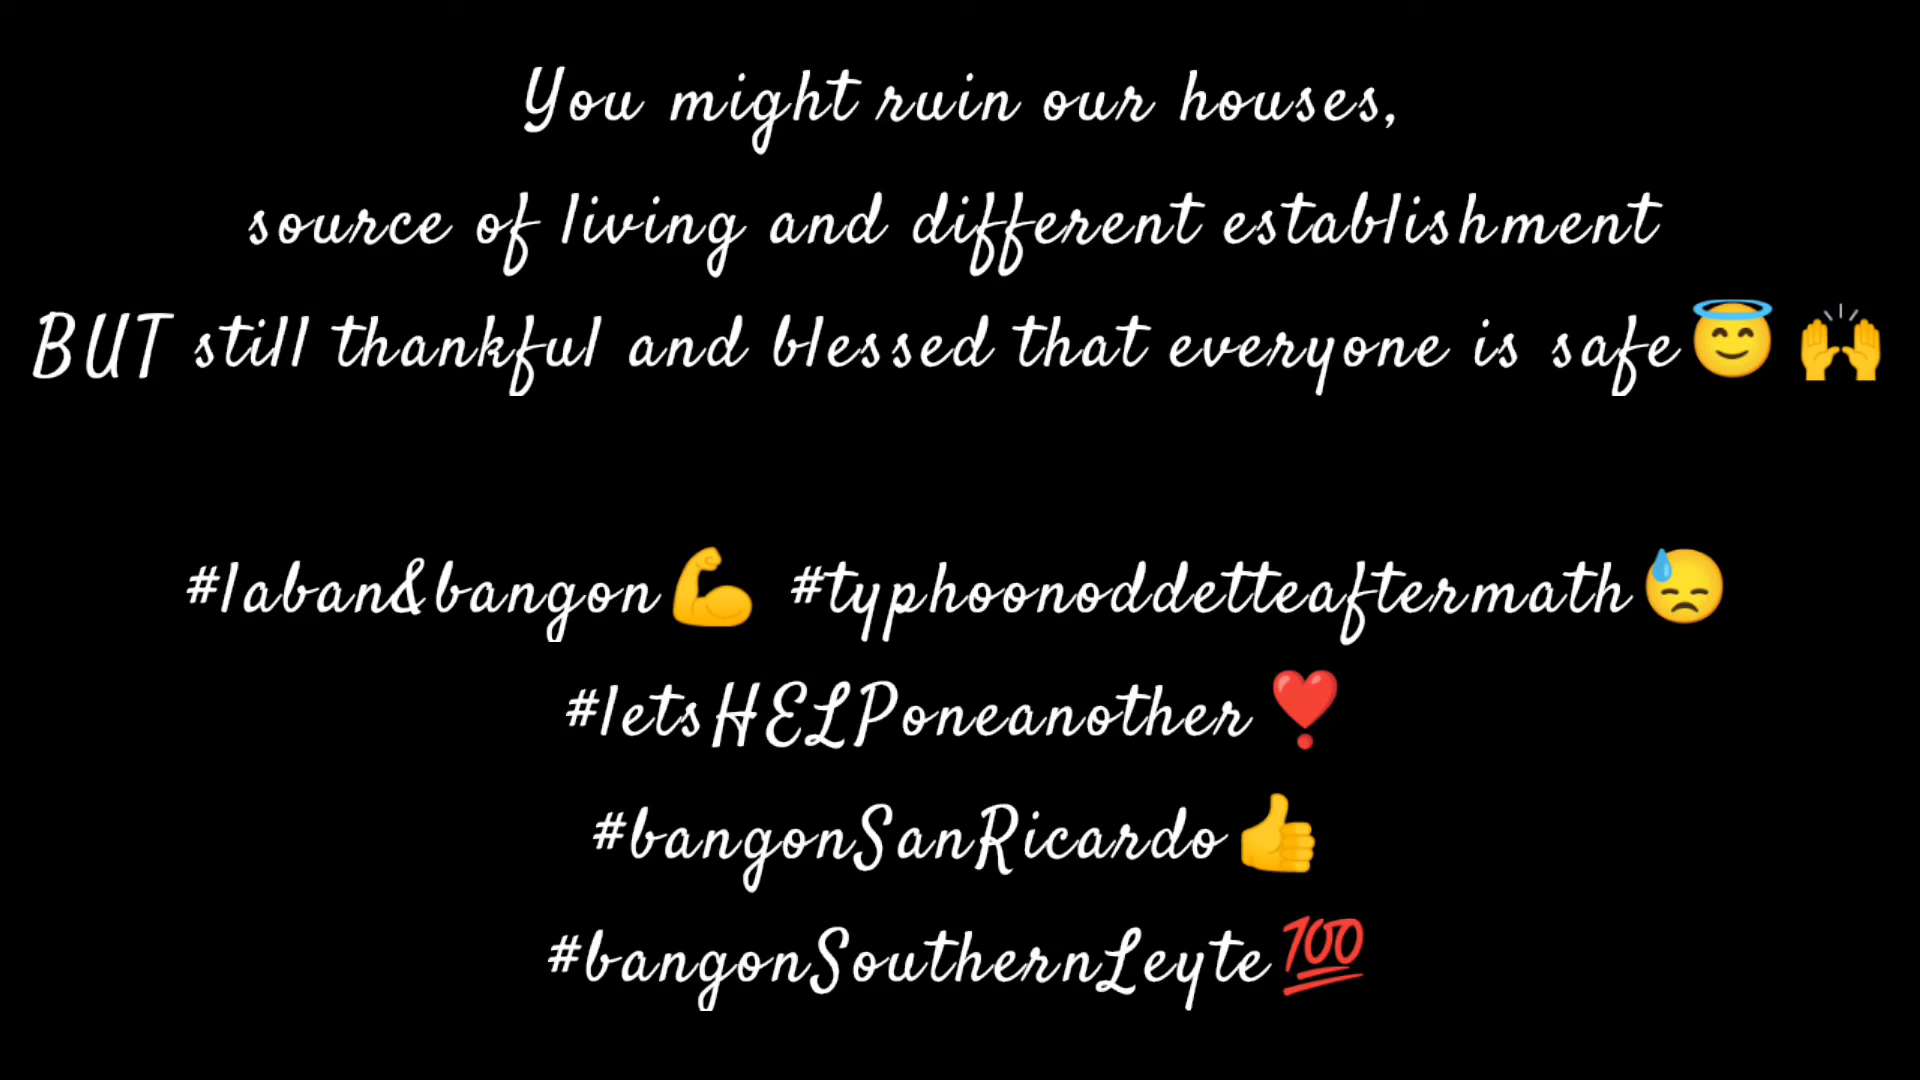 You might ruin our houses,
source of living and different establishment
BUT still thankful and blessed that everyone is safe😇 🙌
#laban&bangon💪 #typhoonoddetteaftermath😓
#letsHELPoneanother❣️
#bangonSanRicardo👍
#bangonSouthernLeyte💯